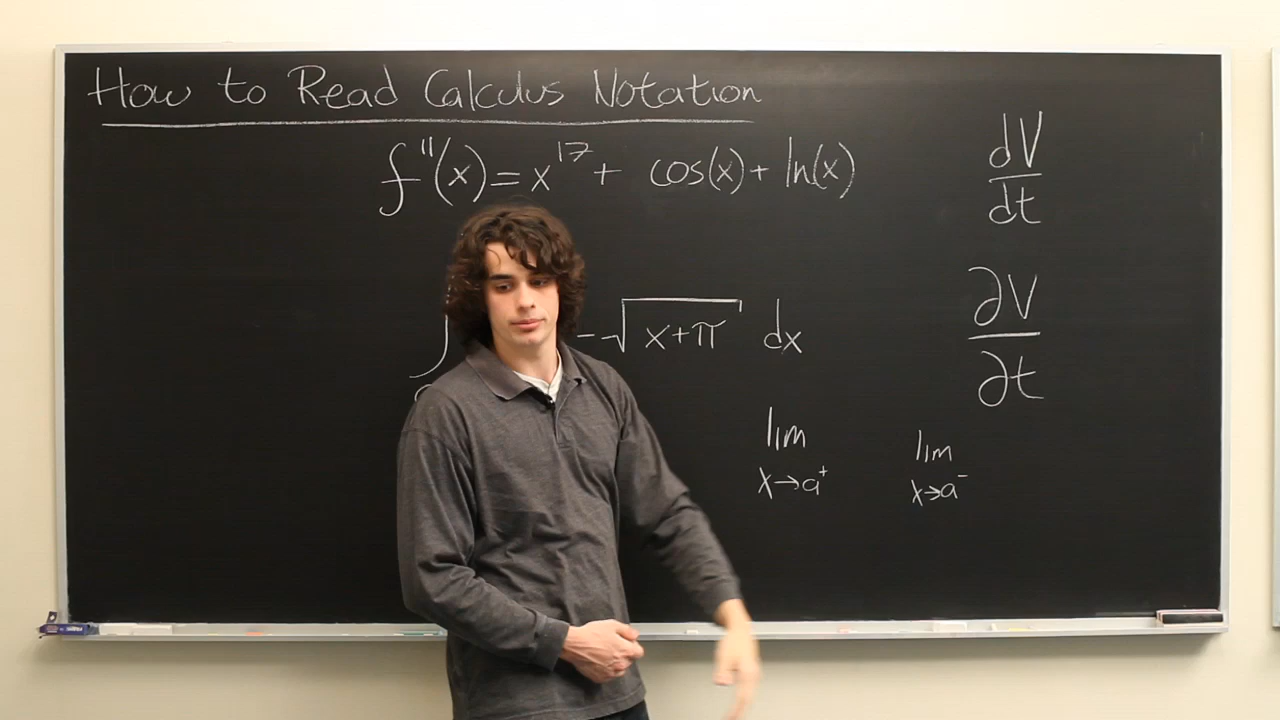 How to Read Calculus Notation
f''(x) = x^17 + cos(x) + ln(x)
dV/dt
∫ - √(x+π) dx
∂V/∂t
lim x→a⁺
lim x→a⁻